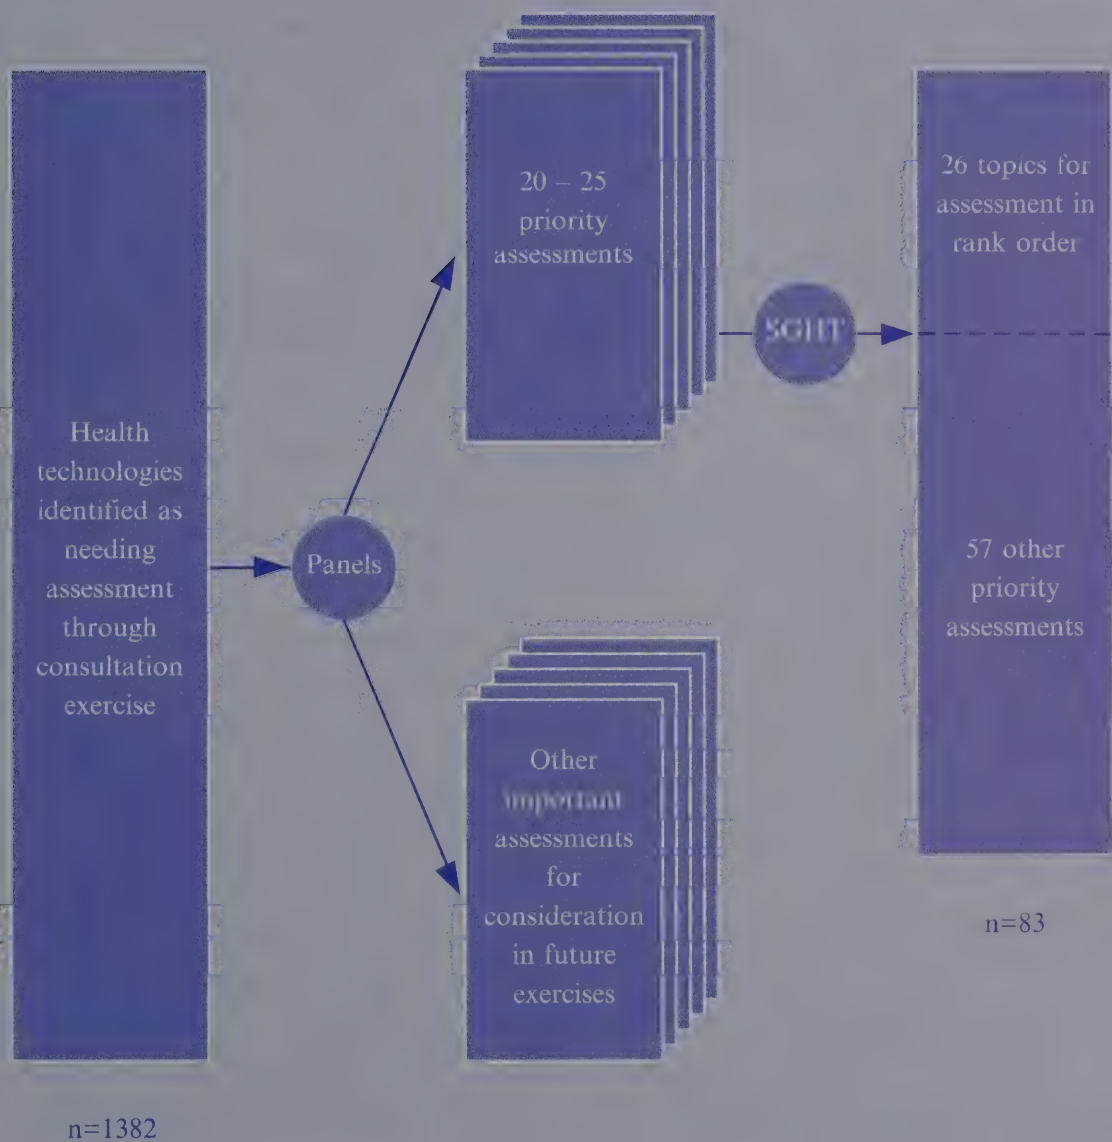 Health
technologies
identified as
needing
assessment
through
consultation
exercise
n=1382
Panels
20 – 25
priority
assessments
Other
important
assessments
for
consideration
in future
exercises
SGHT
26 topics for
assessment in
rank order
57 other
priority
assessments
n=83